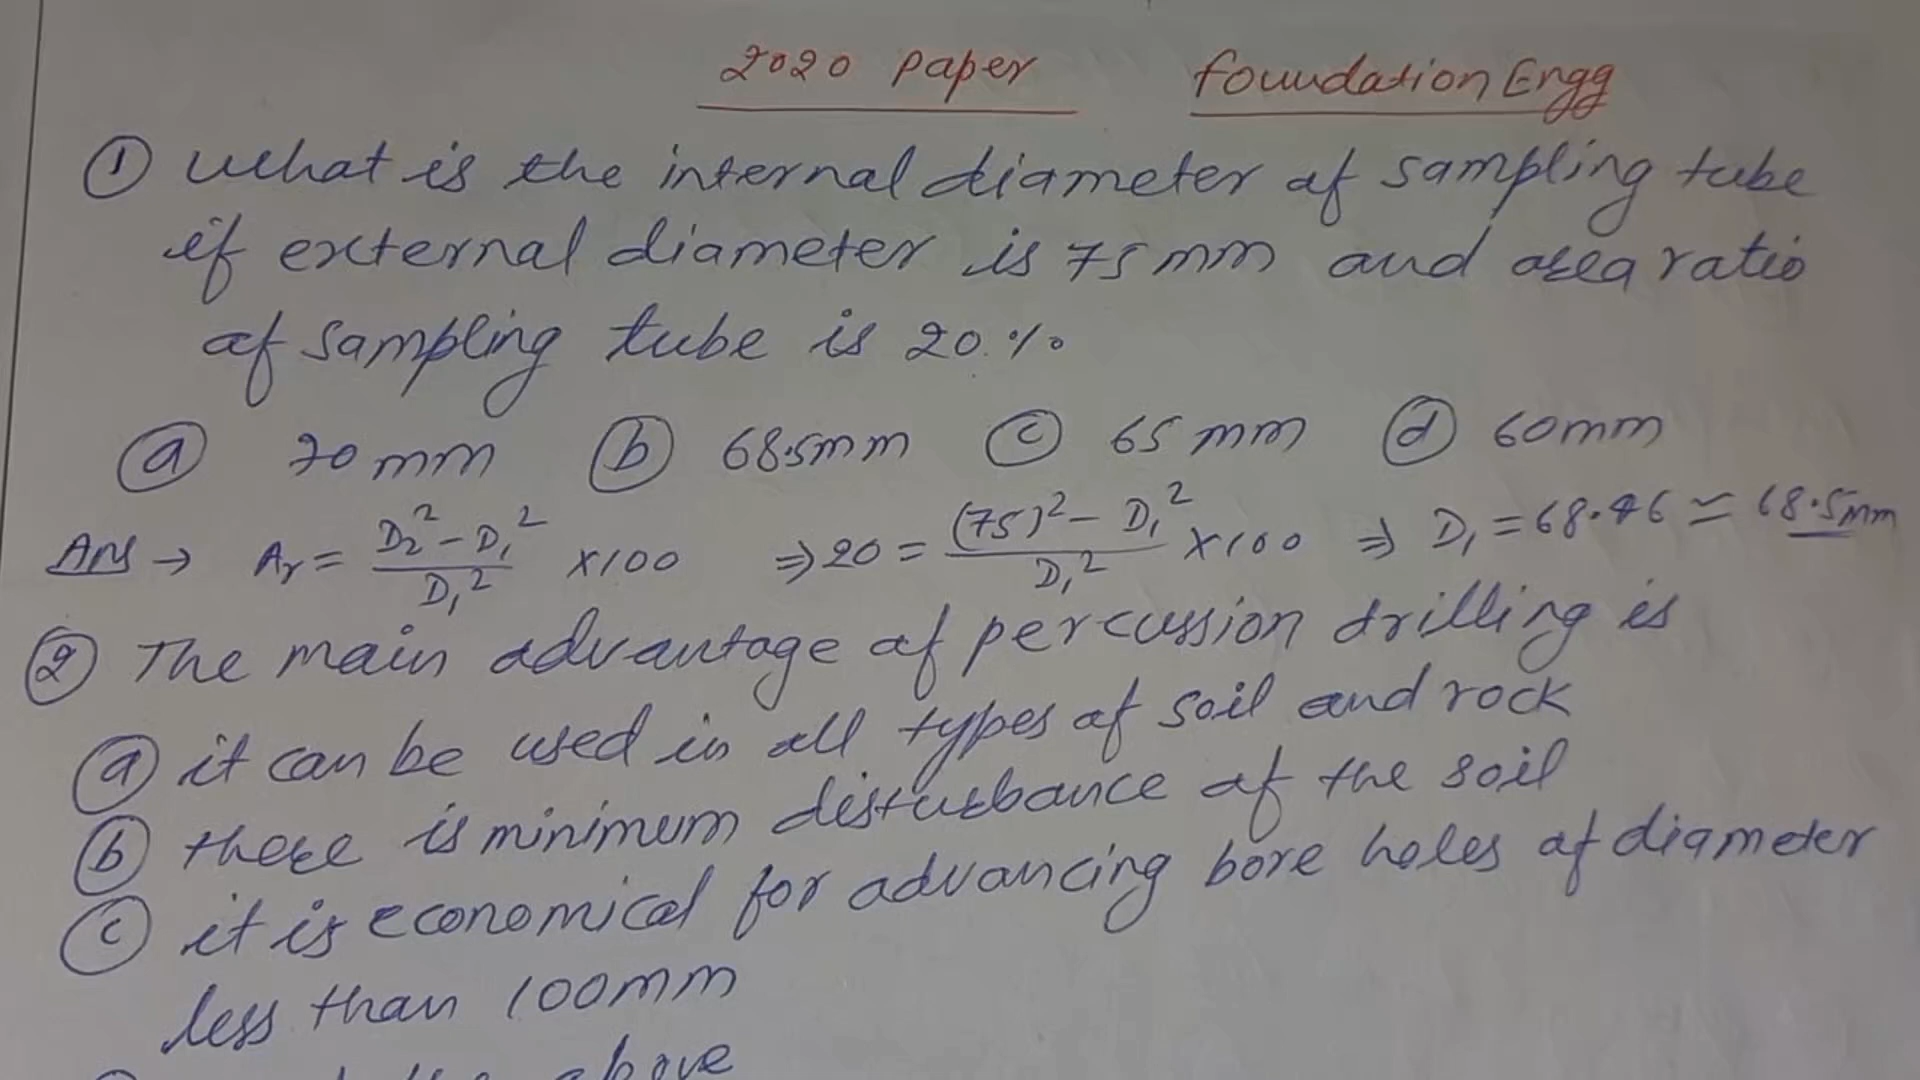 2020 paper foundation Engg
① What is the internal diameter of sampling tube
if external diameter is 75mm and area ratio
of sampling tube is 20%
ⓐ 70mm ⓑ 68.5mm ⓒ 65mm ⓓ 60mm
Ans → Ar = D₂² - D₁² / D₁² × 100 ⇒ 20 = (75)² - D₁² / D₁² × 100 ⇒ D₁ = 68.46 ≃ 68.5mm
② The main advantage of percussion drilling is
ⓐ it can be used in all types of soil and rock
ⓑ there is minimum disturbance of the soil
ⓒ it is economical for advancing bore holes of diameter
less than 100mm
above